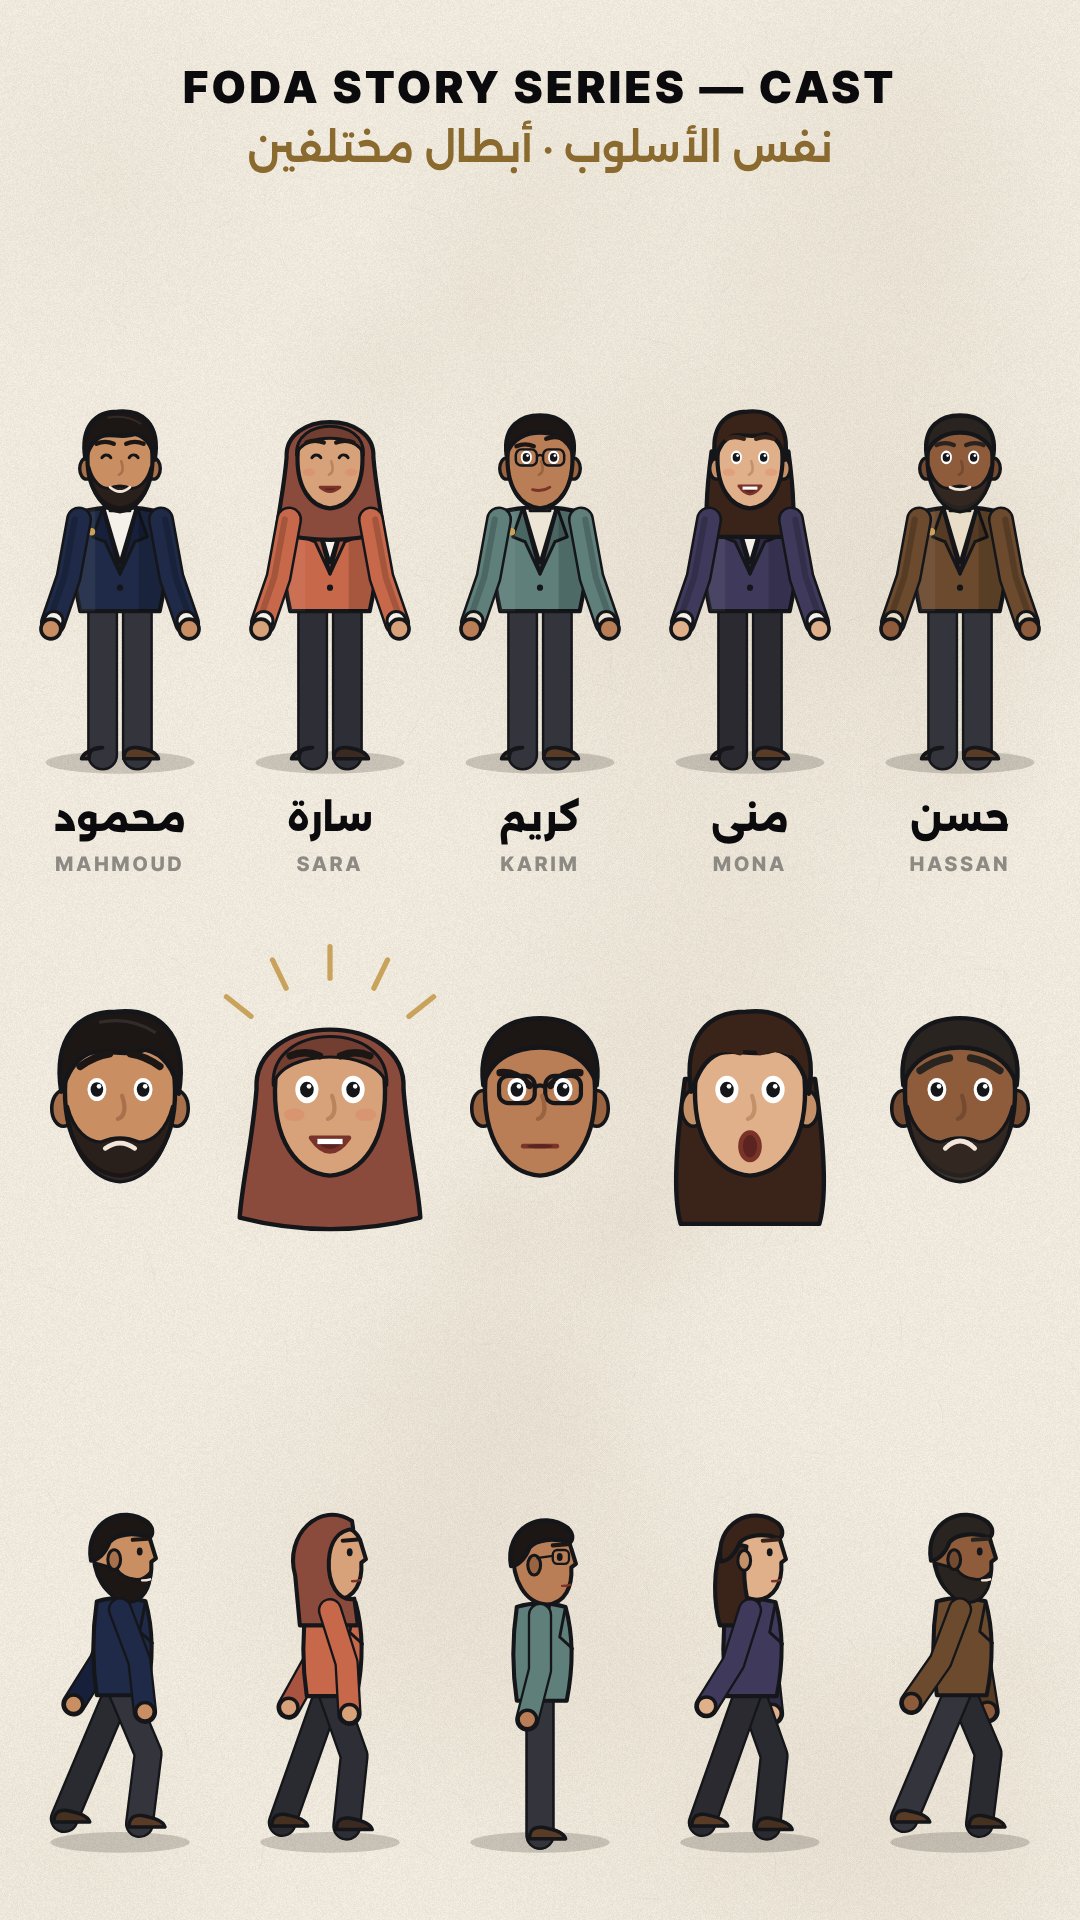 FODA STORY SERIES — CAST
نفس الأسلوب · أبطال مختلفين
محمود
سارة
كريم
منى
حسن
MAHMOUD
SARA
KARIM
MONA
HASSAN